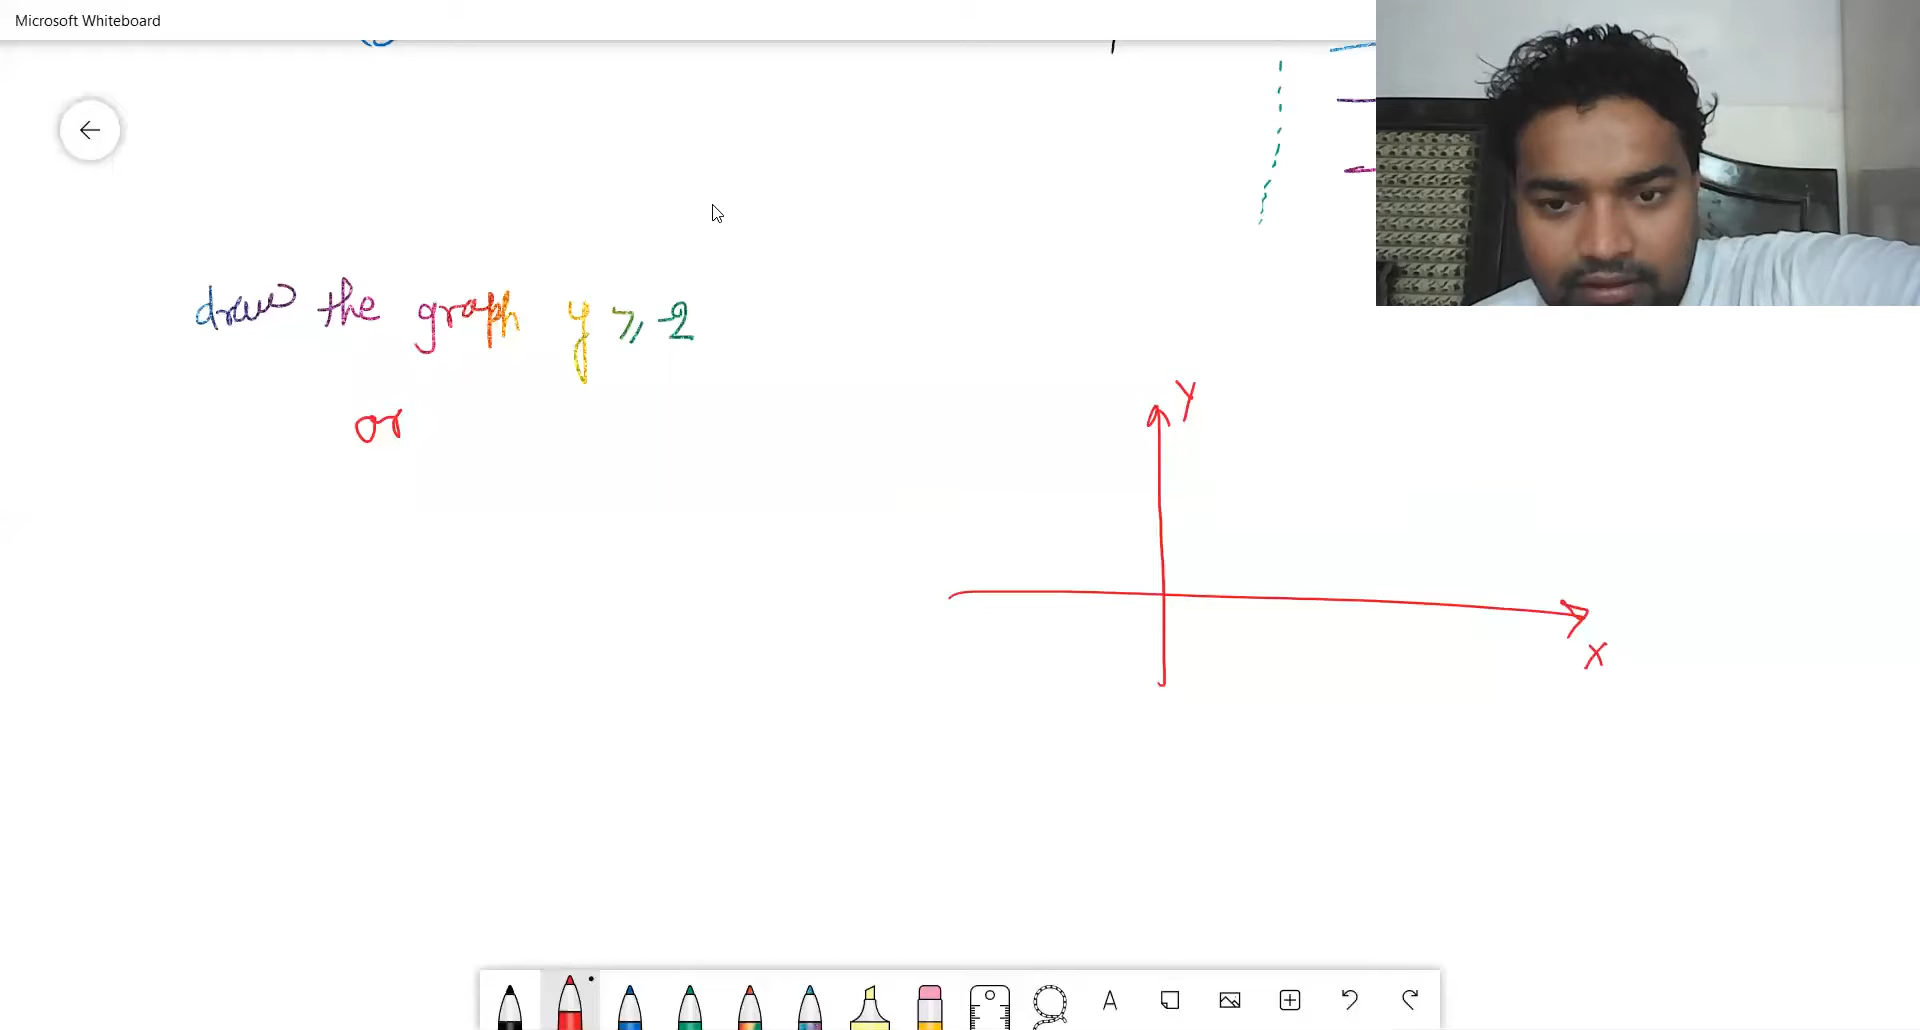 Microsoft Whiteboard
draw the graph y ⩾ -2
or
Y
X
A